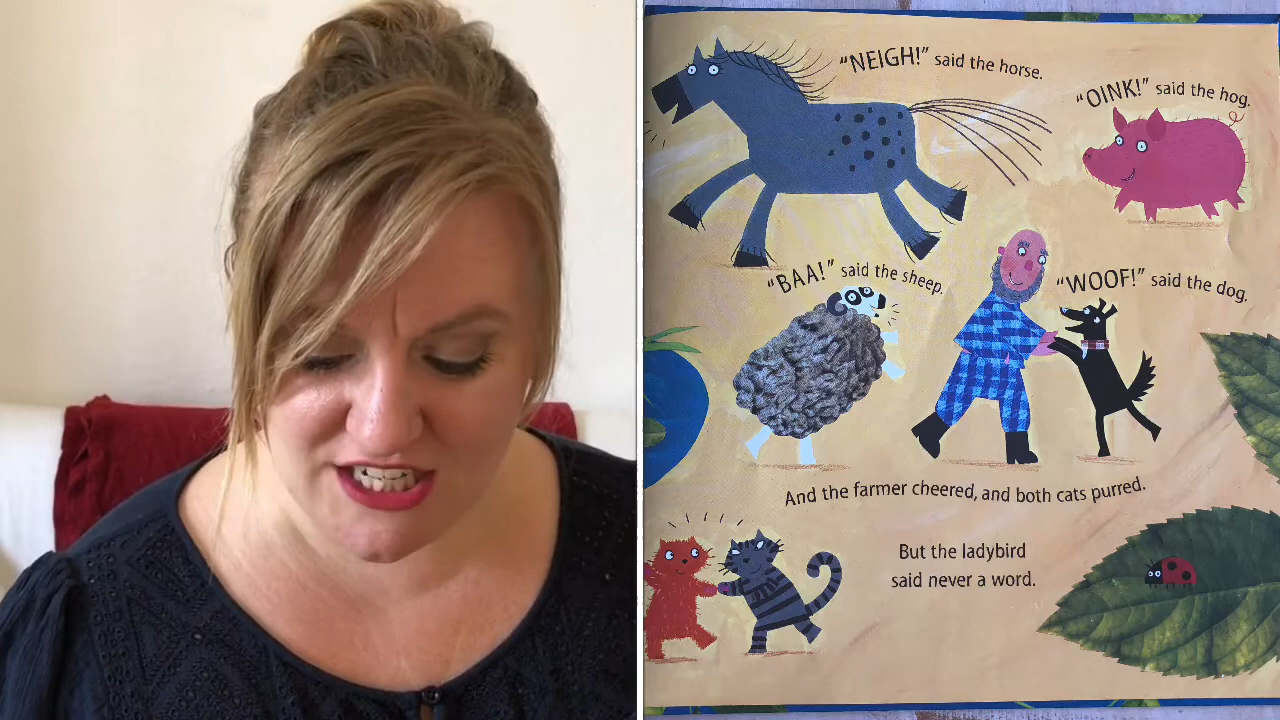 "NEIGH!" said the horse.
"OINK!" said the hog.
"BAA!" said the sheep.
"WOOF!" said the dog.
And the farmer cheered, and both cats purred.
But the ladybird
said never a word.